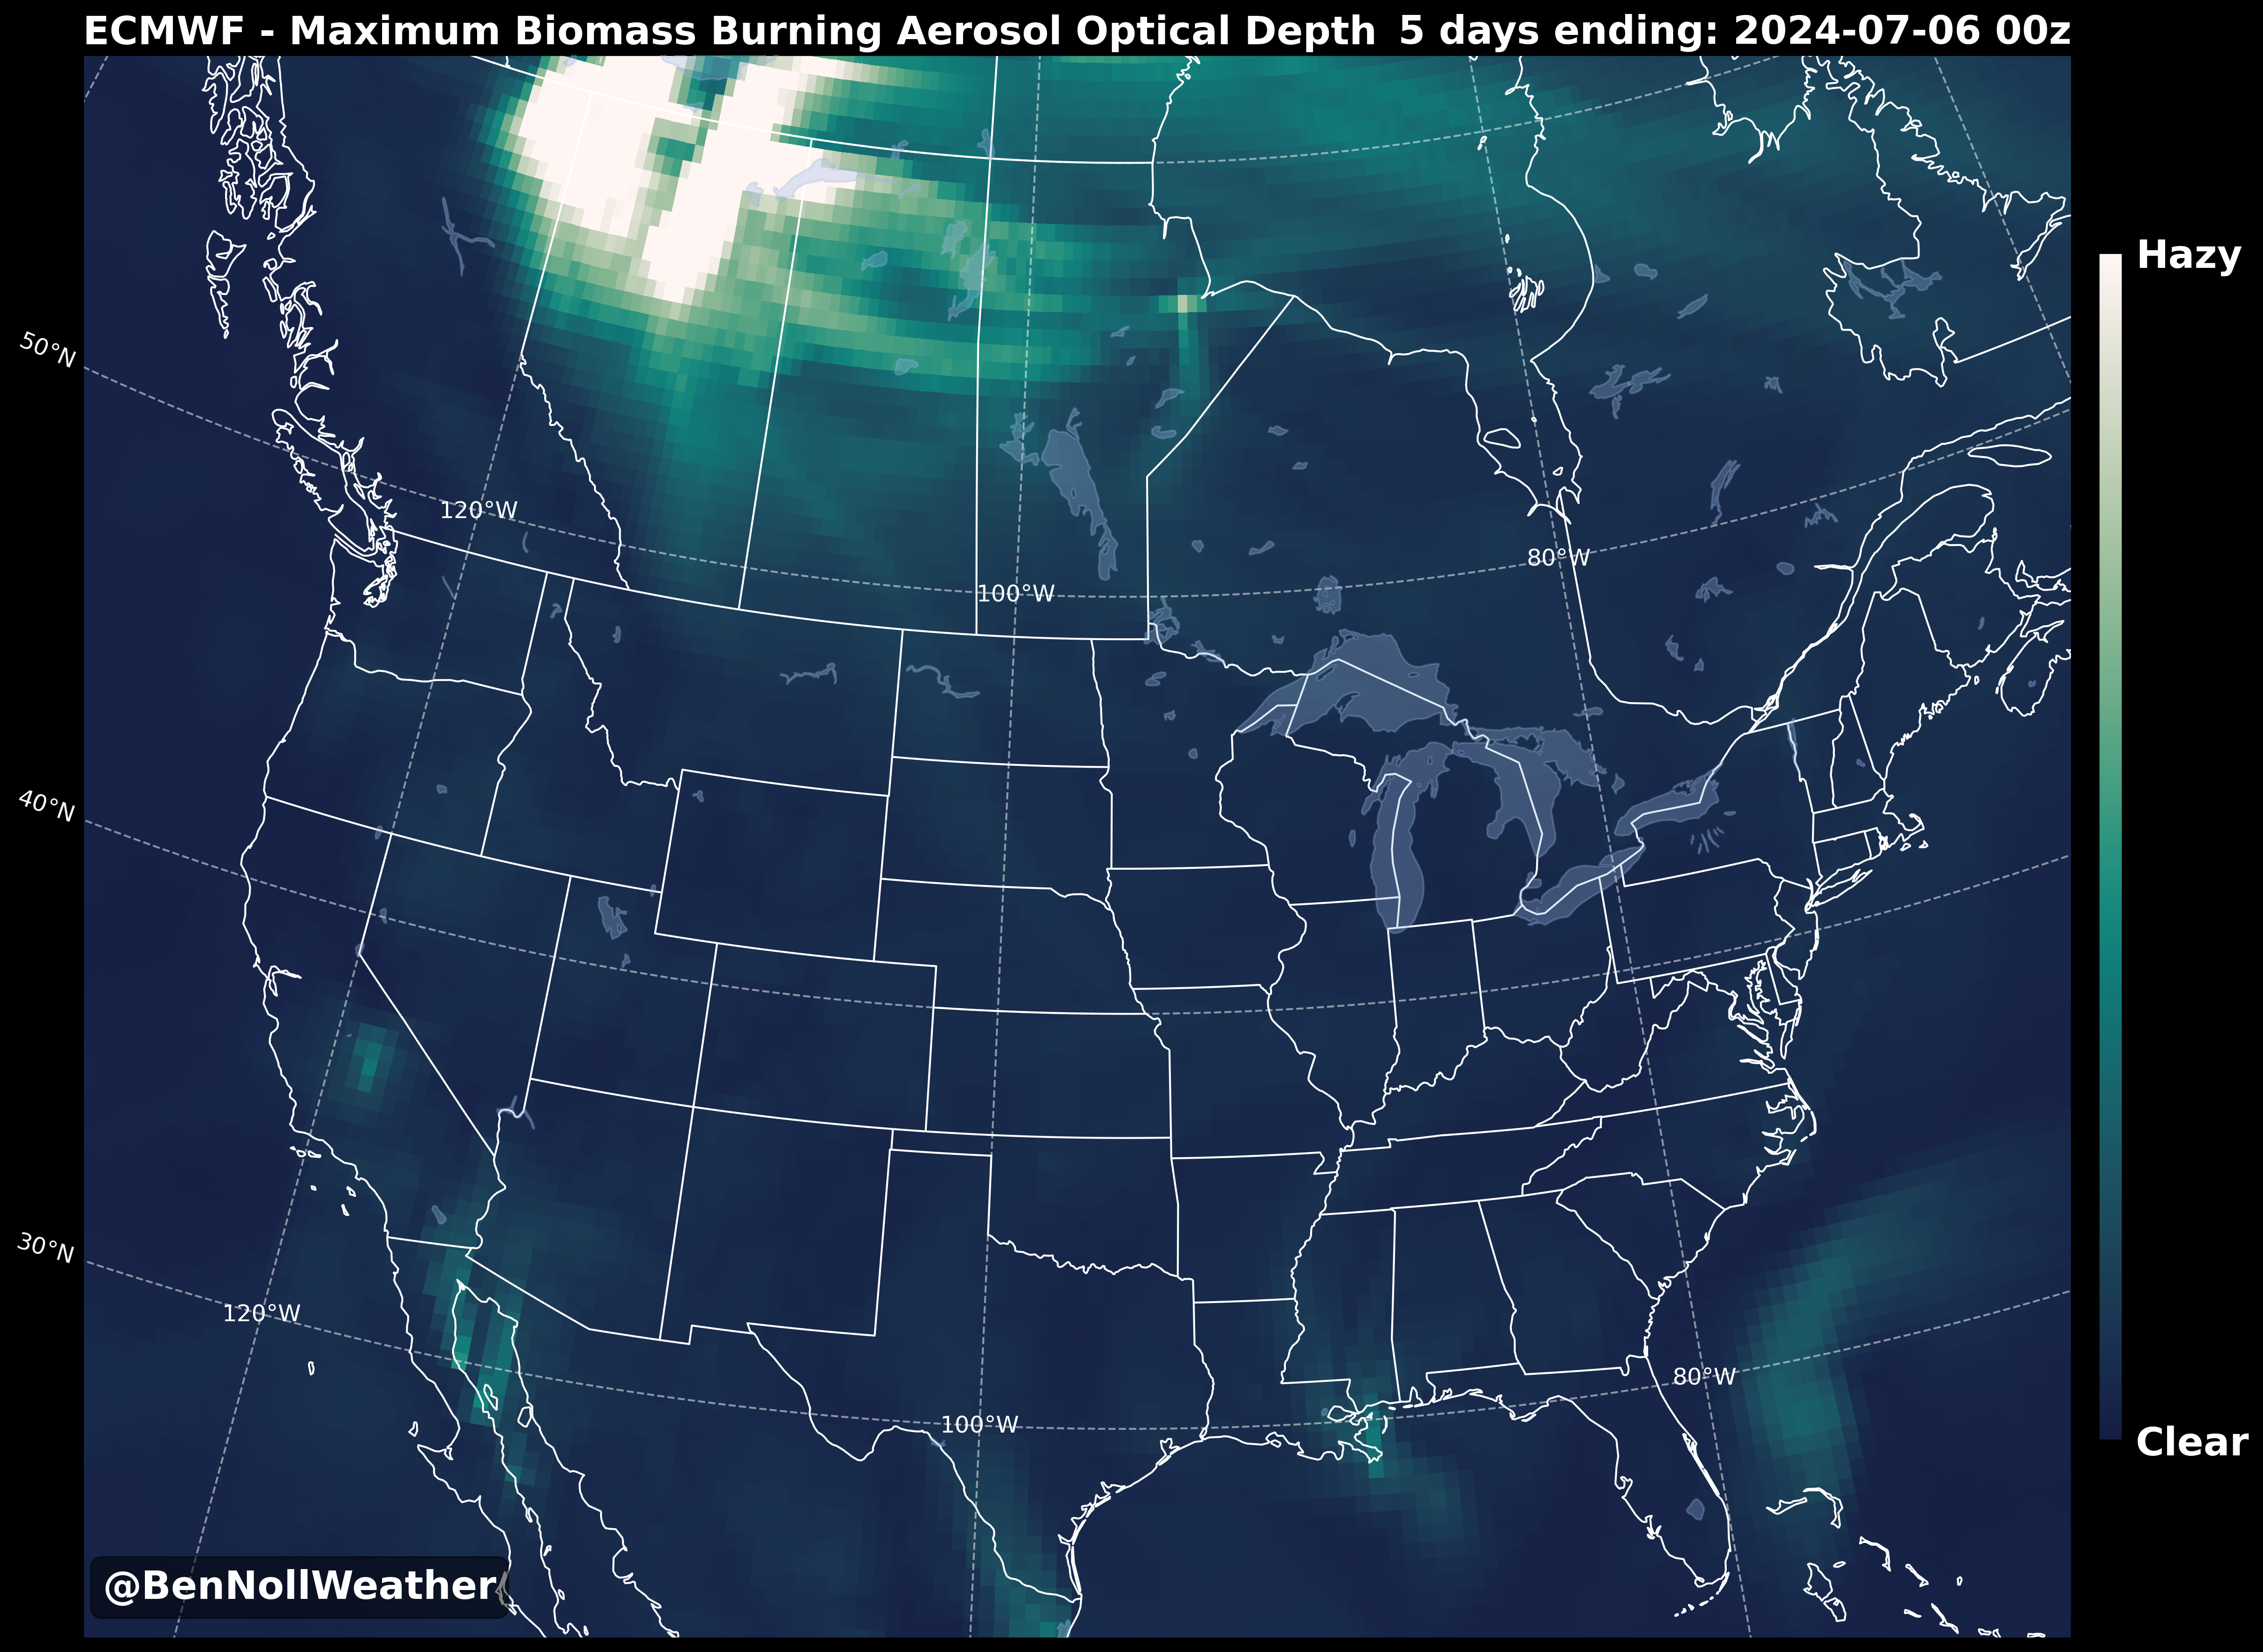 ECMWF - Maximum Biomass Burning Aerosol Optical Depth 5 days ending: 2024-07-06 00z
Hazy
50°N
120°W
80°W
100°W
40°N
30°N
120°W
80°W
100°W
Clear
@BenNollWeather